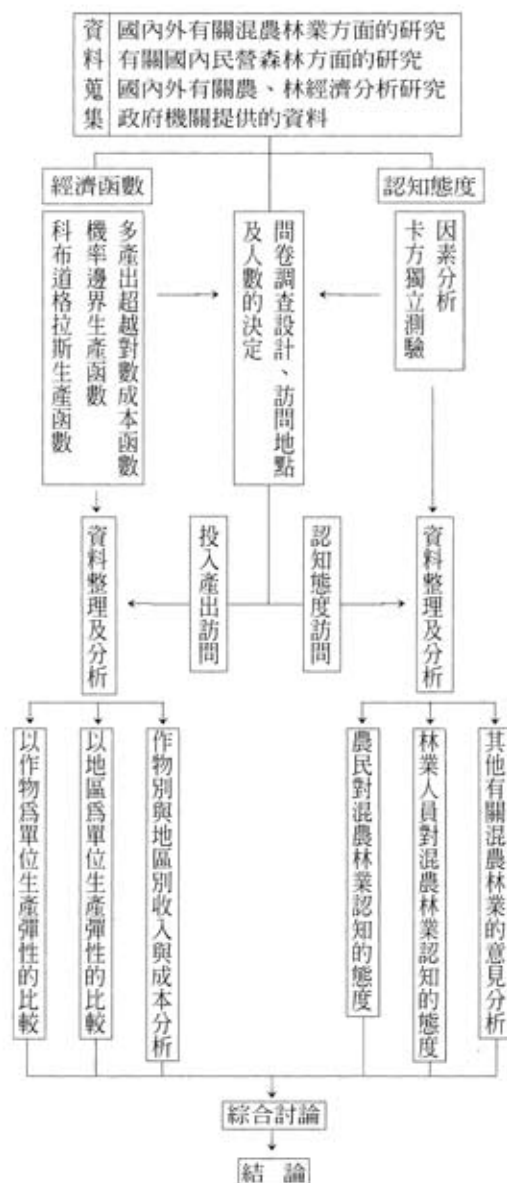 資料蒐集
國內外有關混農林業方面的研究
有關國內民營森林方面的研究
國內外有關農、林經濟分析研究
政府機關提供的資料
經濟函數
認知態度
多產出超越對數成本函數
機率邊界生產函數
科布道格拉斯生產函數
問卷調查設計、訪問地點
及人數的決定
因素分析
卡方獨立測驗
資料整理及分析
投入產出訪問
認知態度訪問
資料整理及分析
以作物爲單位生產彈性的比較
以地區爲單位生產彈性的比較
作物別與地區別收入與成本分析
農民對混農林業認知的態度
林業人員對混農林業認知的態度
其他有關混農林業的意見分析
綜合討論
結 論